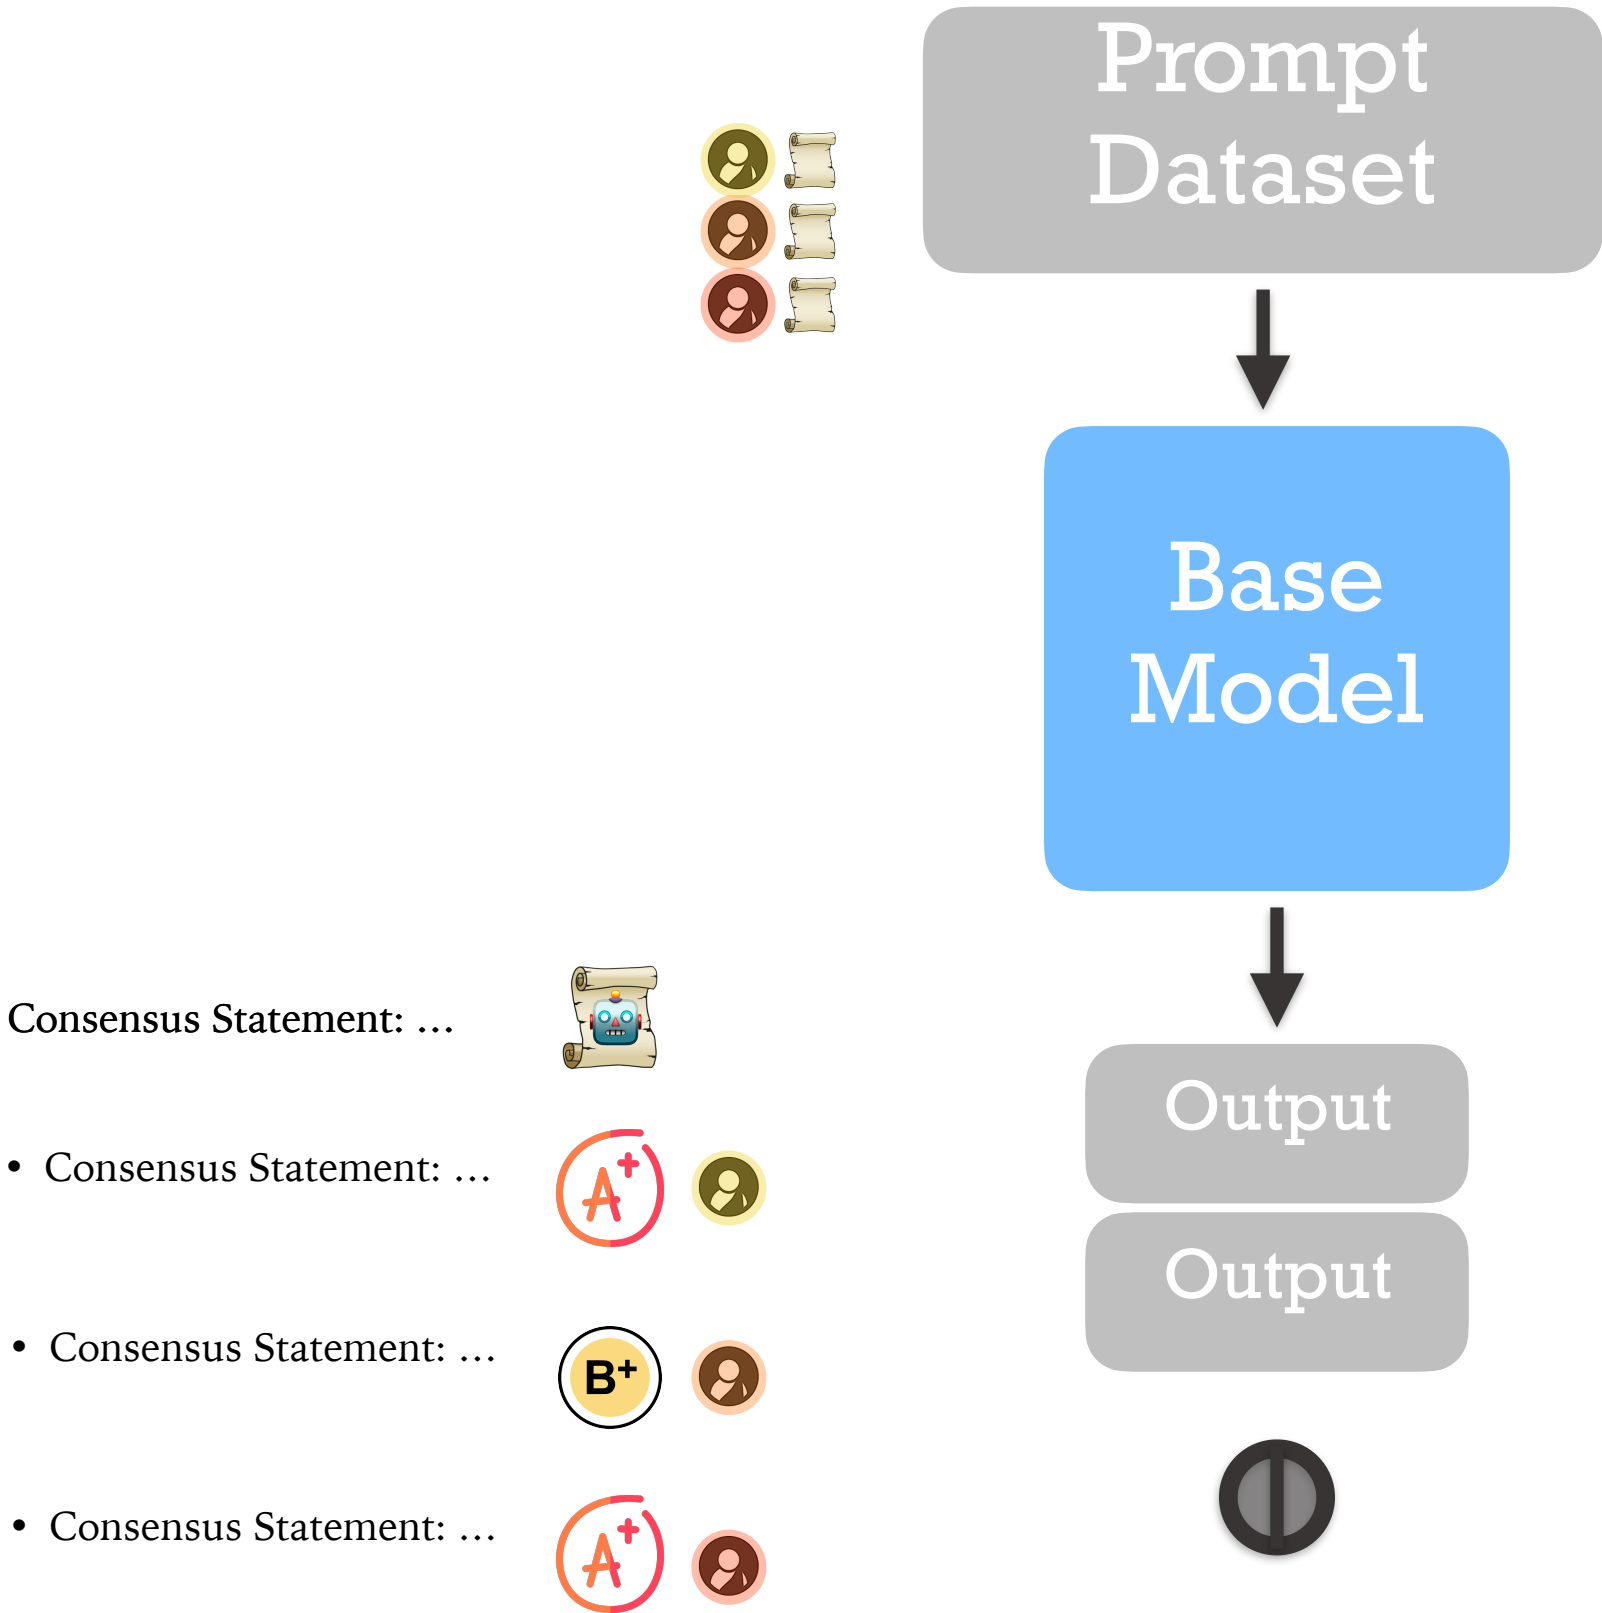 Prompt
Dataset
Base
Model
Consensus Statement: ...
Output
• Consensus Statement: ...
A+
Output
• Consensus Statement: ...
B+
• Consensus Statement: ...
A+